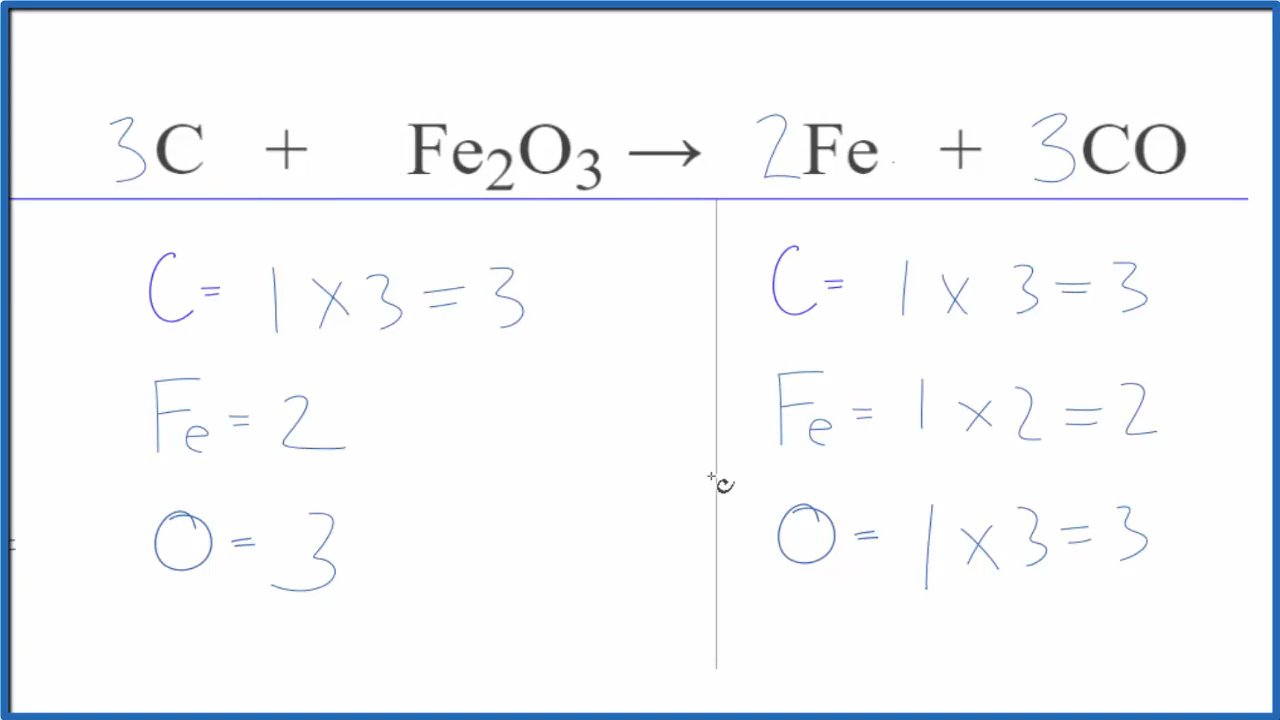 3C + Fe₂O₃ → 2Fe + 3CO
C = 1 x 3 = 3
C = 1 x 3 = 3
Fe = 2
Fe = 1 x 2 = 2
O = 3
O = 1 x 3 = 3